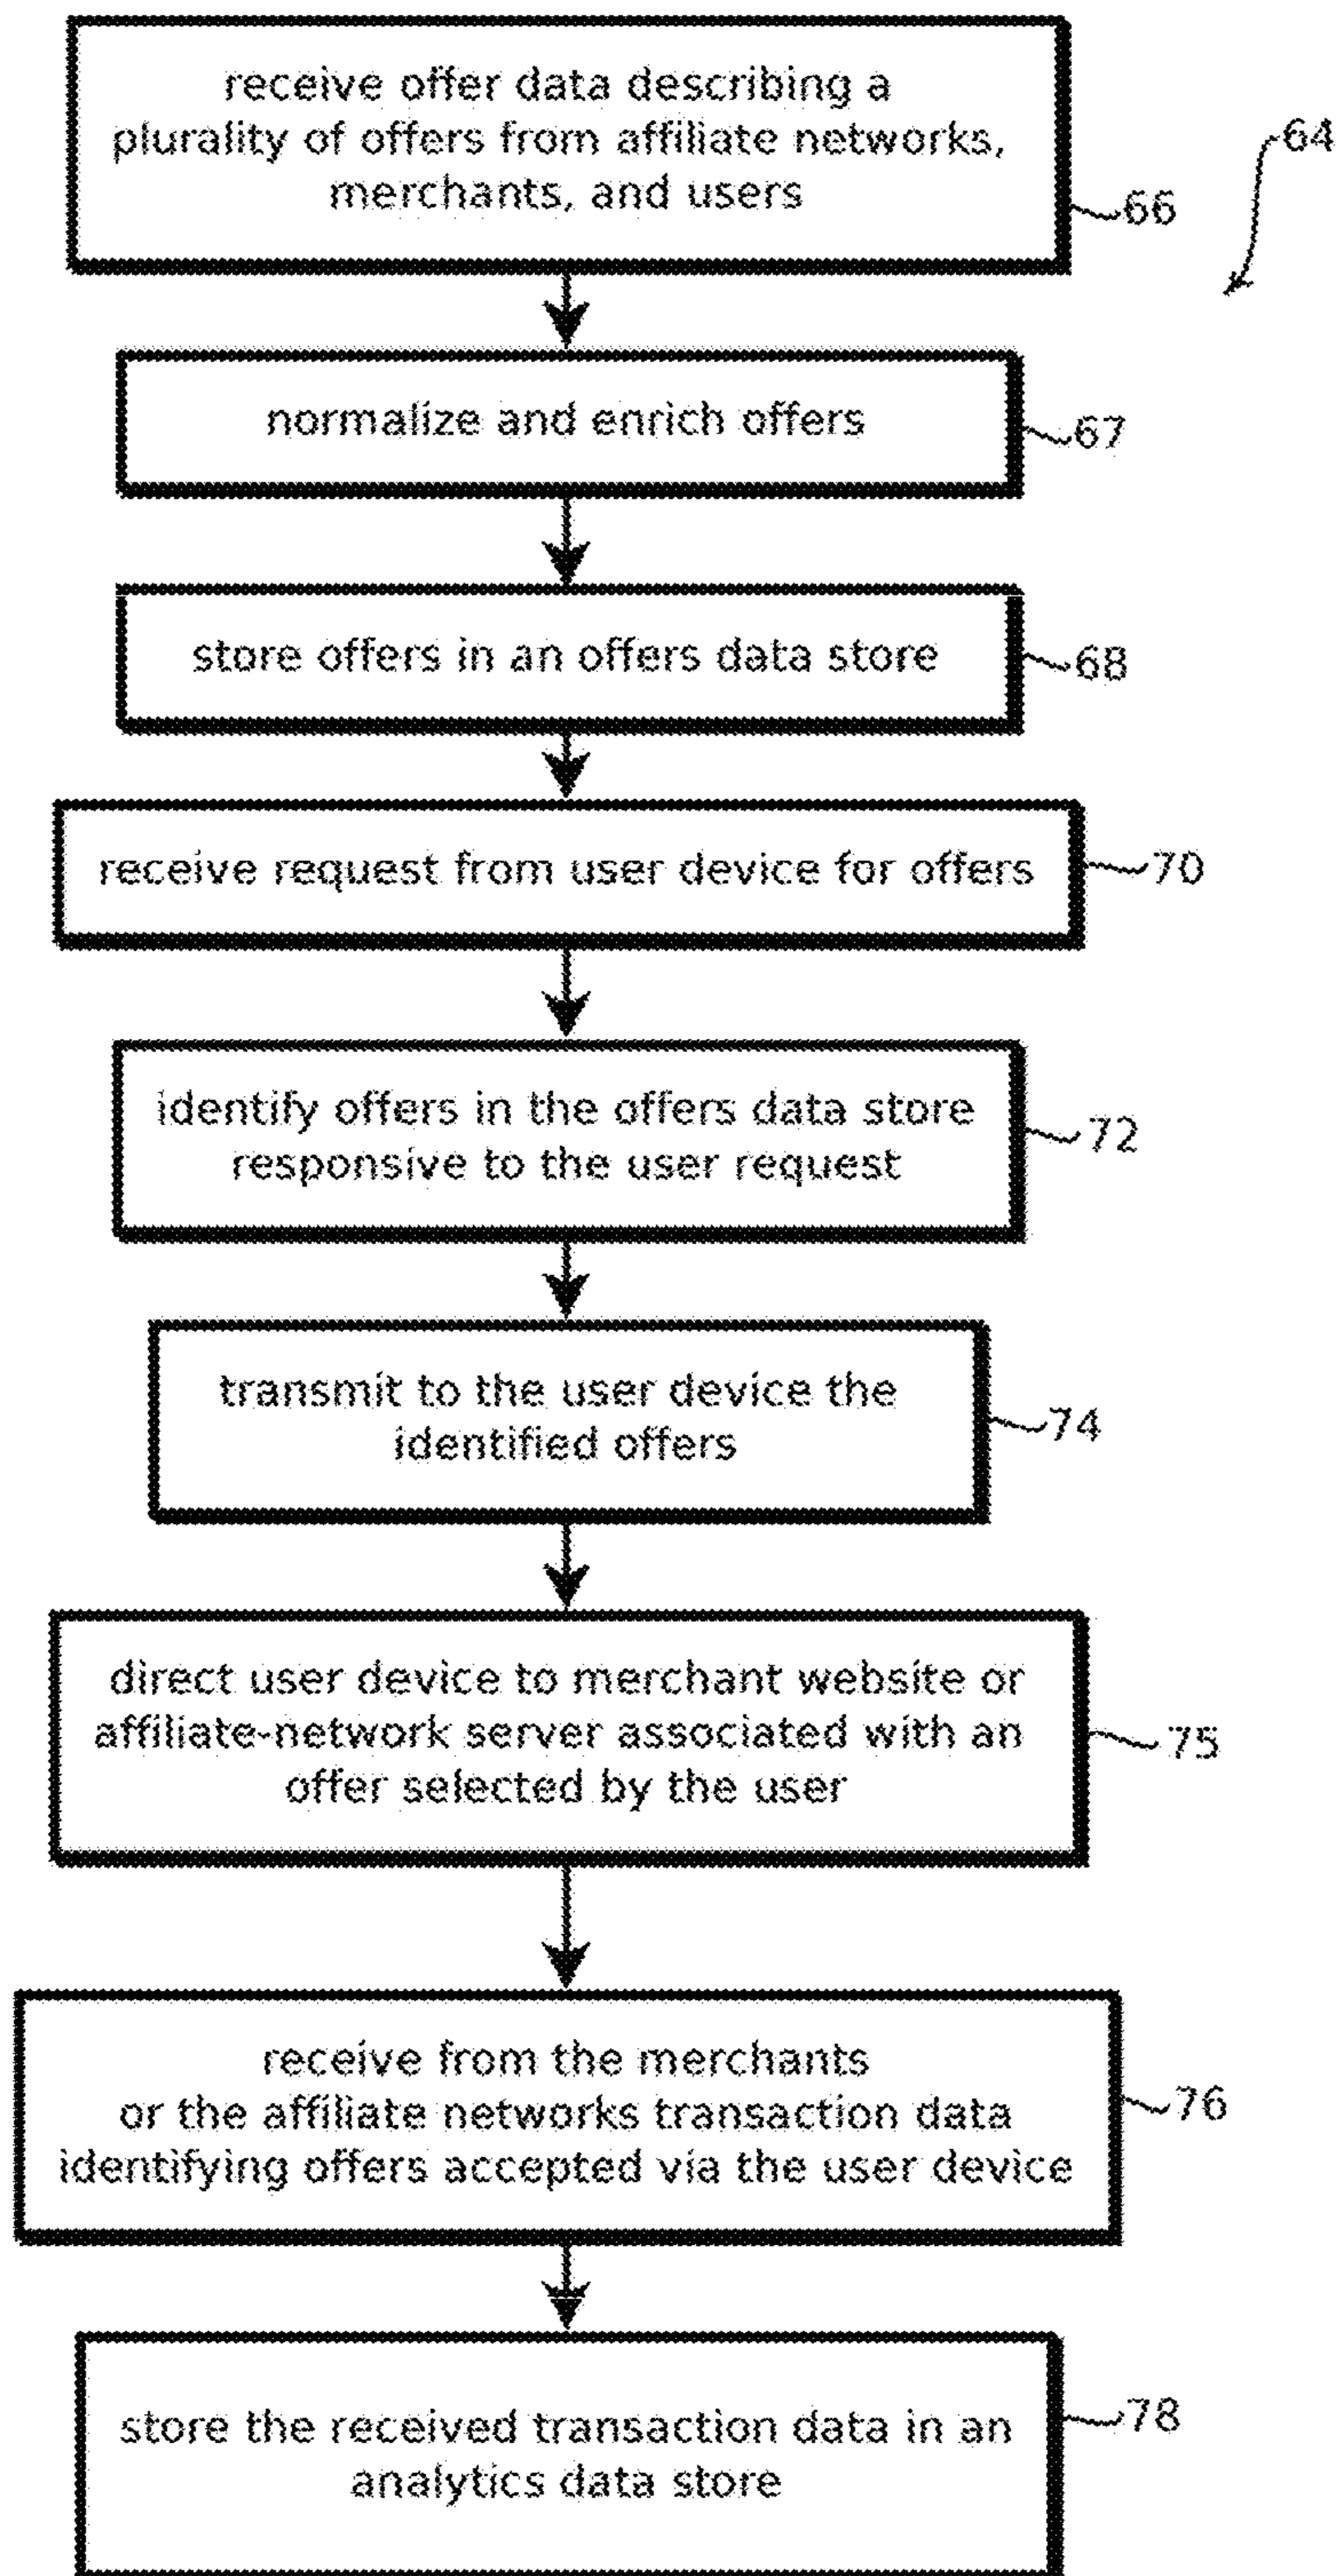 receive offer data describing a
plurality of offers from affiliate networks,
merchants, and users
64
66
normalize and enrich offers
67
store offers in an offers data store
68
receive request from user device for offers
70
identify offers in the offers data store
responsive to the user request
72
transmit to the user device the
identified offers
74
direct user device to merchant website or
affiliate-network server associated with an
offer selected by the user
75
receive from the merchants
or the affiliate networks transaction data
identifying offers accepted via the user device
76
store the received transaction data in an
analytics data store
78